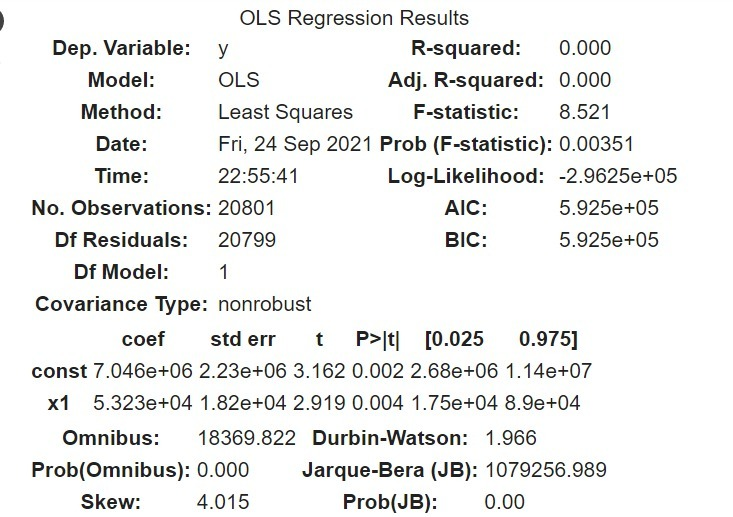 OLS Regression Results
Dep. Variable: y R-squared: 0.000
Model: OLS Adj. R-squared: 0.000
Method: Least Squares F-statistic: 8.521
Date: Fri, 24 Sep 2021 Prob (F-statistic): 0.00351
Time: 22:55:41 Log-Likelihood: -2.9625e+05
No. Observations: 20801 AIC: 5.925e+05
Df Residuals: 20799 BIC: 5.925e+05
Df Model: 1
Covariance Type: nonrobust
coef std err t P>|t| [0.025 0.975]
const 7.046e+06 2.23e+06 3.162 0.002 2.68e+06 1.14e+07
x1 5.323e+04 1.82e+04 2.919 0.004 1.75e+04 8.9e+04
Omnibus: 18369.822 Durbin-Watson: 1.966
Prob(Omnibus): 0.000 Jarque-Bera (JB): 1079256.989
Skew: 4.015 Prob(JB): 0.00